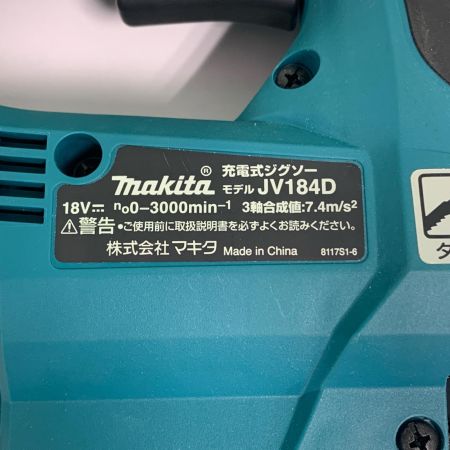 makita® 充電式ジグソー
モデル JV184D
18V⎓ n₀0-3000min⁻¹ 3軸合成値:7.4m/s²
⚠警告 •ご使用前に取扱説明書を必ずよくお読みください。
株式会社 マキタ Made in China 8117S1-6